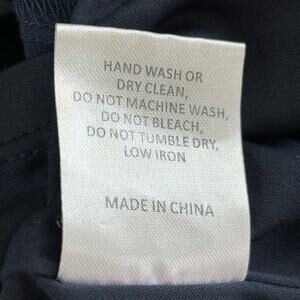 HAND WASH OR
DRY CLEAN,
DO NOT MACHINE WASH,
DO NOT BLEACH,
DO NOT TUMBLE DRY,
LOW IRON
MADE IN CHINA